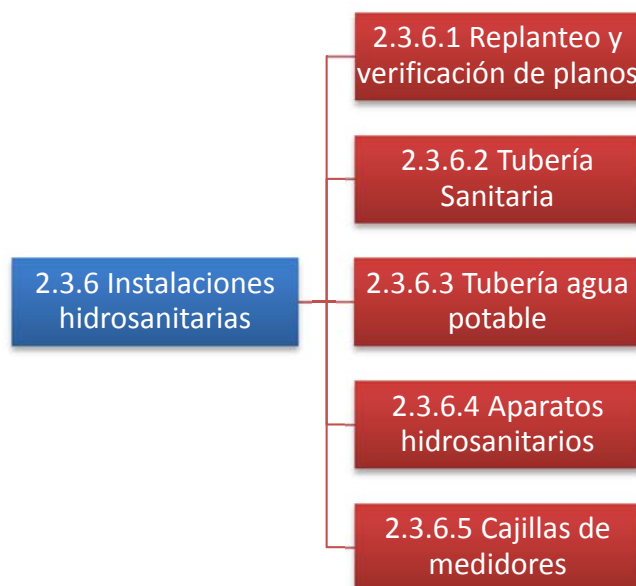 2.3.6.1 Replanteo y
verificación de planos
2.3.6.2 Tubería
Sanitaria
2.3.6 Instalaciones
hidrosanitarias
2.3.6.3 Tubería agua
potable
2.3.6.4 Aparatos
hidrosanitarios
2.3.6.5 Cajillas de
medidores